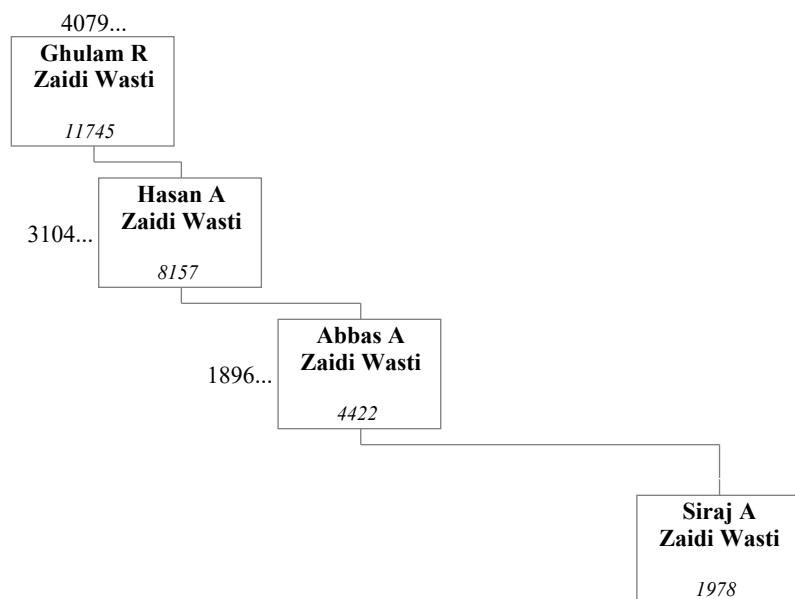 4079...
Ghulam R
Zaidi Wasti
11745
Hasan A
Zaidi Wasti
3104...
8157
Abbas A
Zaidi Wasti
1896...
4422
Siraj A
Zaidi Wasti
1978